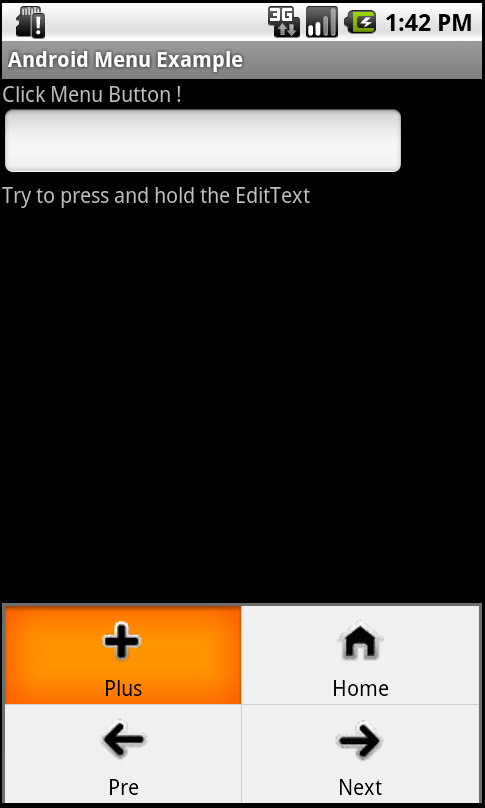 3G 1:42 PM
Android Menu Example
Click Menu Button !
Try to press and hold the EditText
Plus Home
Pre Next